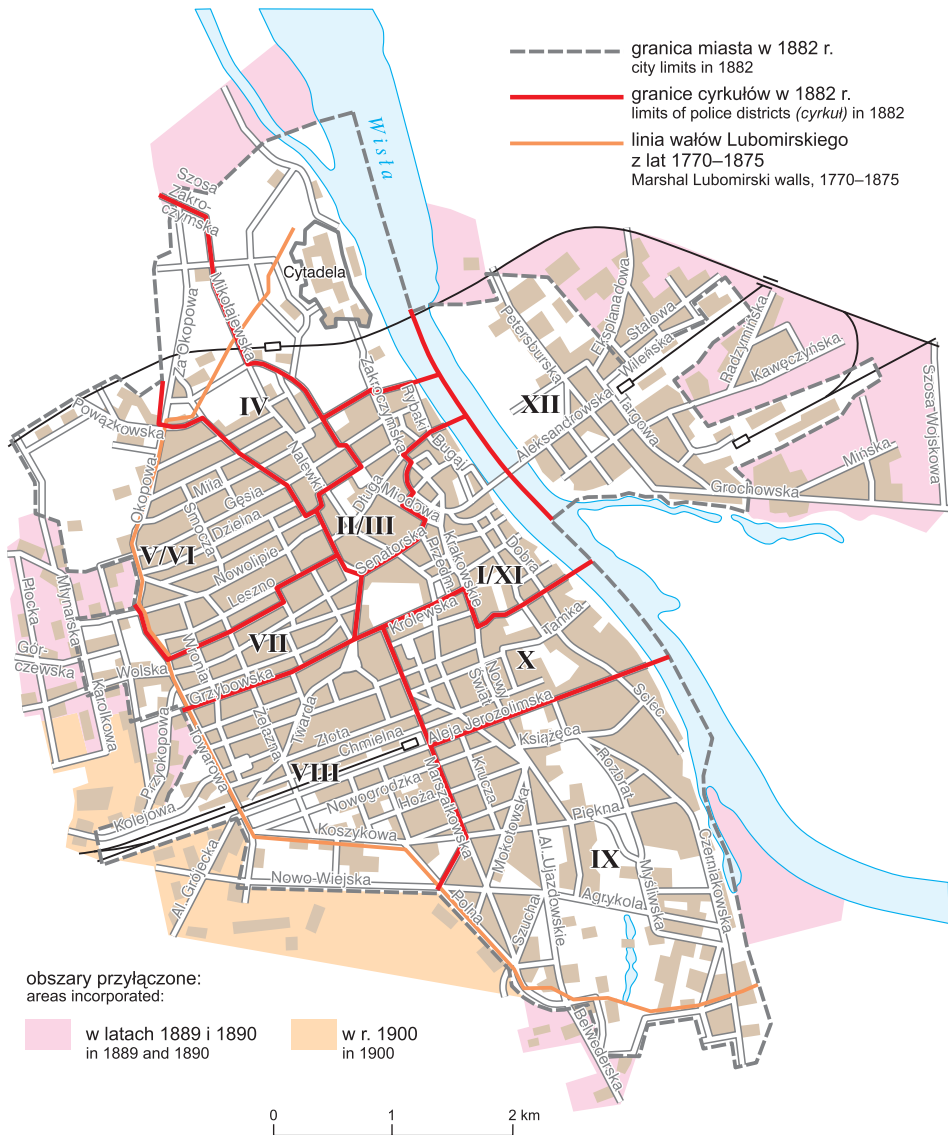 granica miasta w 1882 r.
city limits in 1882
granice cyrkułów w 1882 r.
limits of police districts (cyrkuł) in 1882
linia wałów Lubomirskiego
z lat 1770–1875
Marshal Lubomirski walls, 1770–1875
Wisła
Szosa
Zakro-
czymska
Cytadela
Mikołajewska
Za Okopowa
Zakroczymska
Rybaki
Bugaj
Petersburska
Esplanadowa
Stalowa
Wileńska
Radzymińska
Kawęczyńska
Szosa Wojskowa
XII
Aleksandrowska
Targowa
Mińska
Grochowska
IV
Powązkowska
Nalewki
Okopowa
Miła
Gęsia
Smocza
Dzielna
Nowolipie
Leszno
V/VI
Długa
Miodowa
II/III
Senatorska
Krakowskie
Przedm.
Dobra
I/XI
Królewska
Tamka
Płocka
Młynarska
Gór-
czewska
Karolkowa
Wolska
Wronia
VII
Grzybowska
X
Nowy
Świat
Aleja Jerozolimska
Solec
Przyokopowa
Towarowa
Żelazna
Twarda
Złota
Chmielna
VIII
Książęca
Rozbrat
Kolejowa
Nowogrodzka
Hoża
Marszałkowska
Krucza
Mokotowska
Piękna
Koszykowa
Al. Grójecka
Nowo-Wiejska
Polna
Al. Ujazdowskie
IX
Agrykola
Myśliwska
Czerniakowska
Szucha
Belwederska
obszary przyłączone:
areas incorporated:
w latach 1889 i 1890
in 1889 and 1890
w r. 1900
in 1900
0 1 2 km